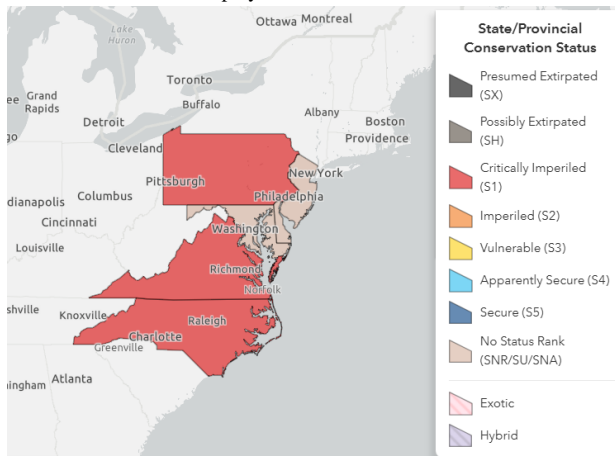 Ottawa
Montreal
Lake
Huron
Toronto
Grand
Rapids
Buffalo
Albany
Detroit
Boston
Providence
Cleveland
New York
Pittsburgh
Philadelphia
Columbus
dianapolis
Washington
Cincinnati
Louisville
Richmond
Norfolk
shville
Knoxville
Raleigh
Charlotte
Greenville
Atlanta
ningham
State/Provincial
Conservation Status
Presumed Extirpated
(SX)
Possibly Extirpated
(SH)
Critically Imperiled
(S1)
Imperiled (S2)
Vulnerable (S3)
Apparently Secure (S4)
Secure (S5)
No Status Rank
(SNR/SU/SNA)
Exotic
Hybrid